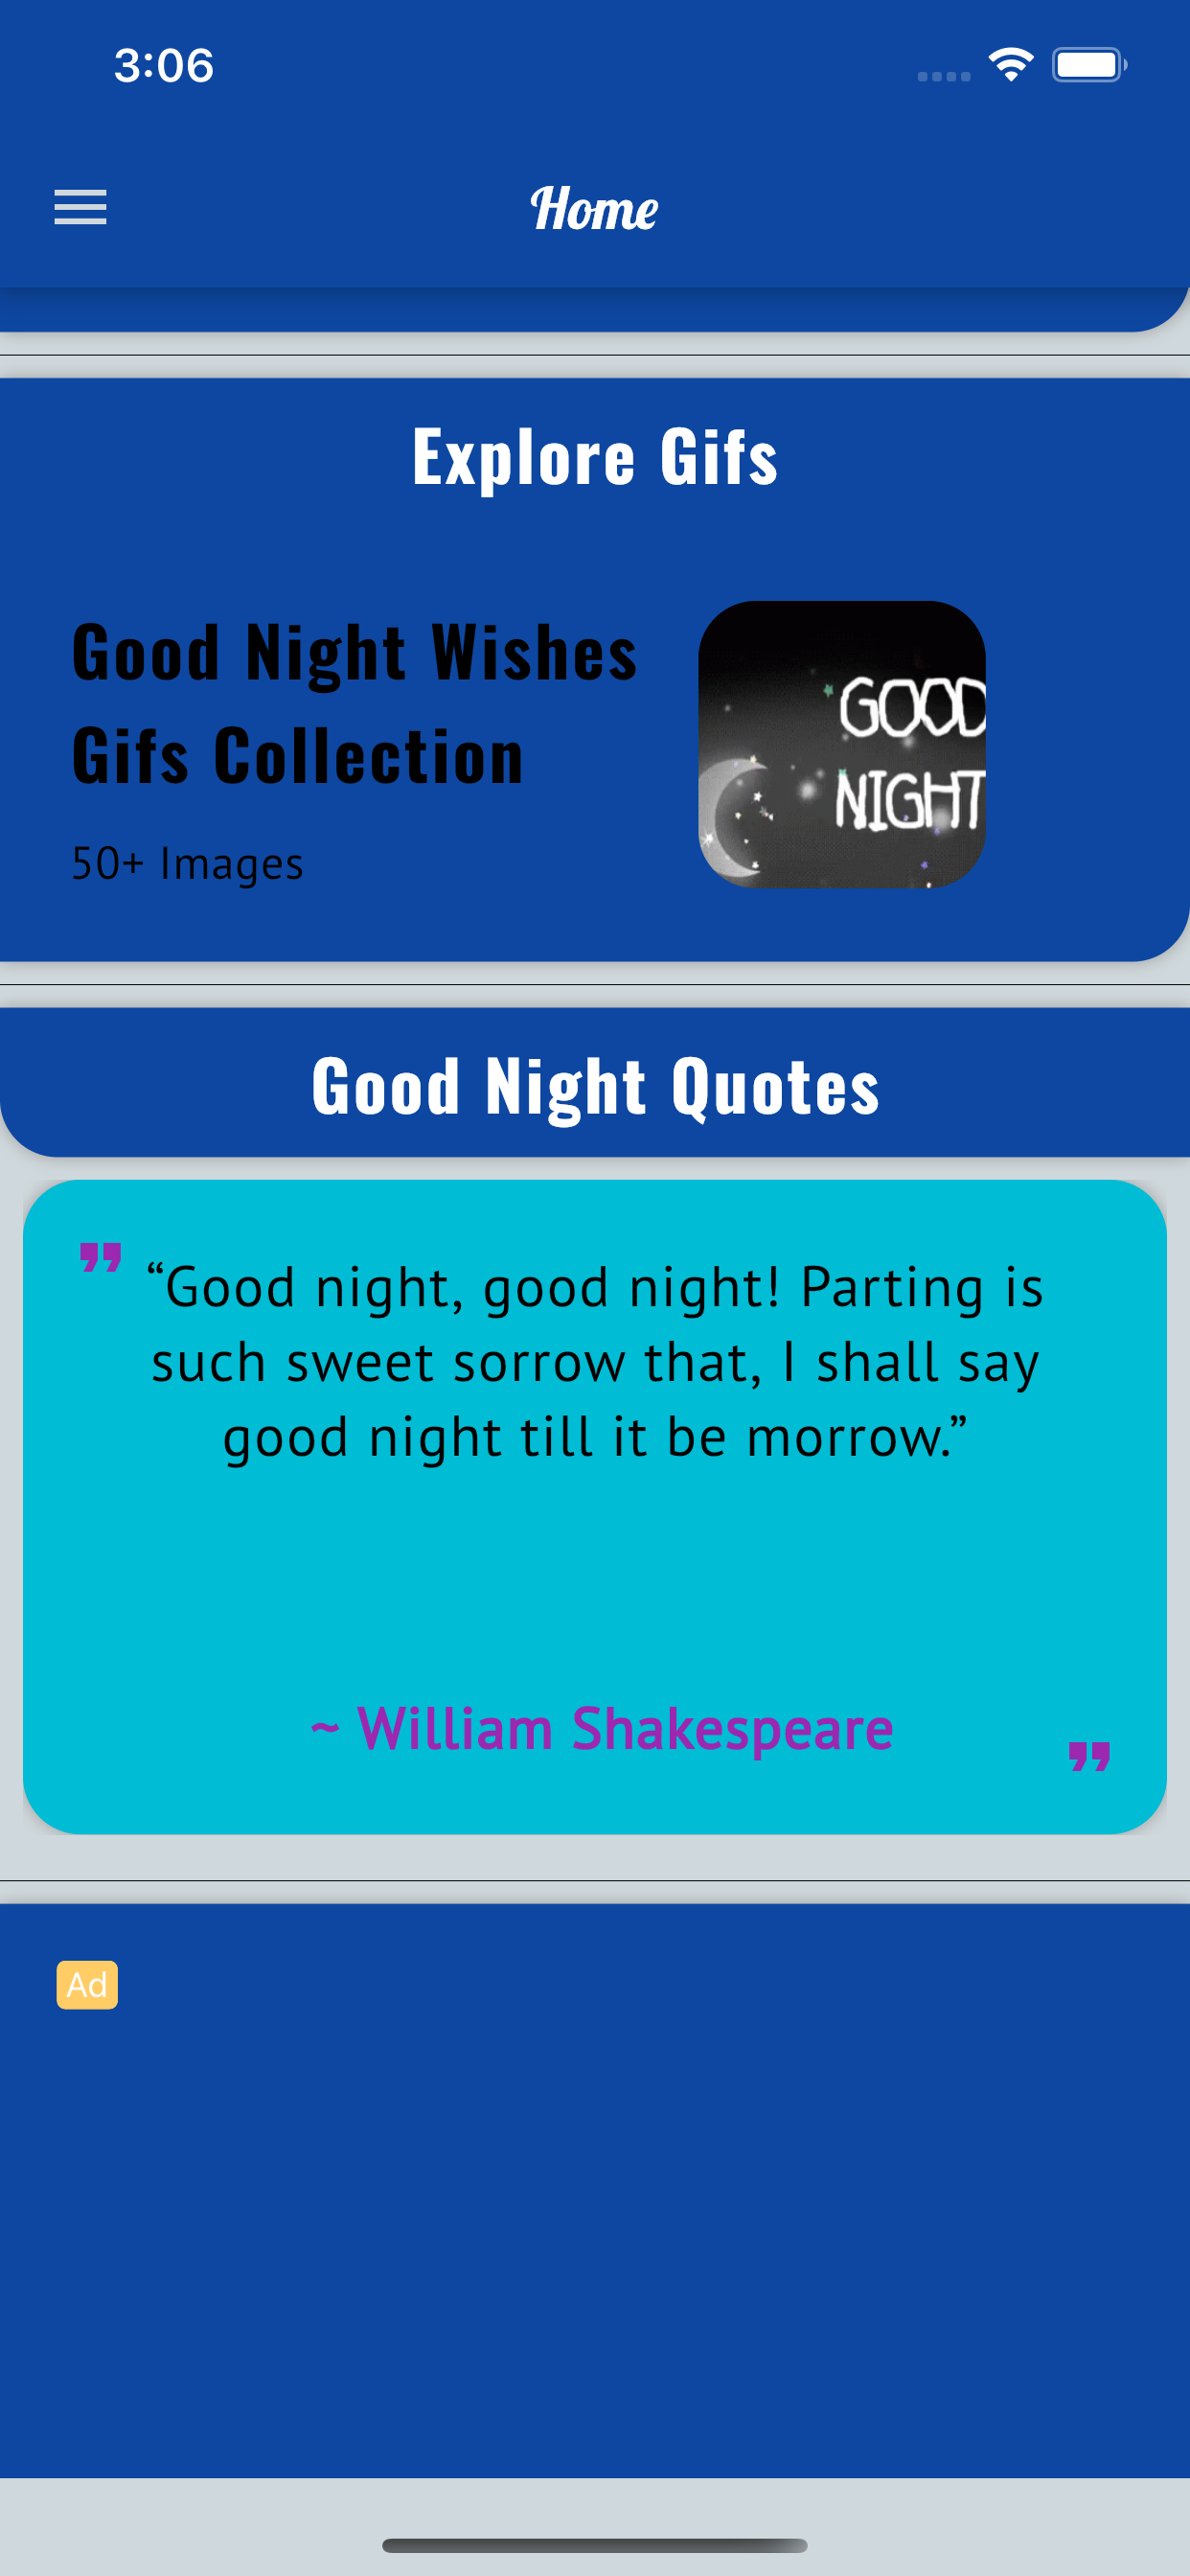 3:06
Home
Explore Gifs
Good Night Wishes
Gifs Collection
50+ Images
GOOD
NIGHT
Good Night Quotes
“Good night, good night! Parting is
such sweet sorrow that, I shall say
good night till it be morrow.”
~ William Shakespeare
Ad